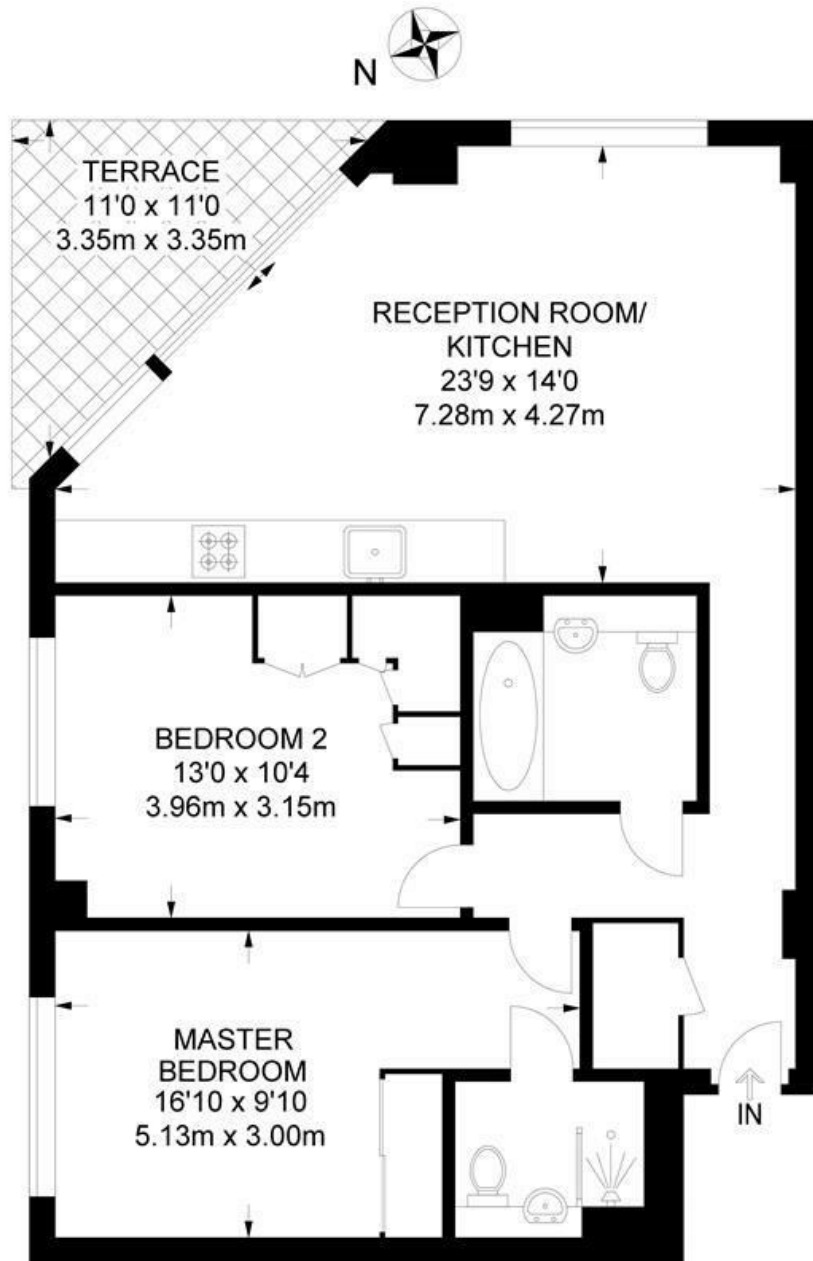 N
TERRACE
11'0 x 11'0
3.35m x 3.35m
RECEPTION ROOM/
KITCHEN
23'9 x 14'0
7.28m x 4.27m
BEDROOM 2
13'0 x 10'4
3.96m x 3.15m
MASTER
BEDROOM
16'10 x 9'10
5.13m x 3.00m
IN